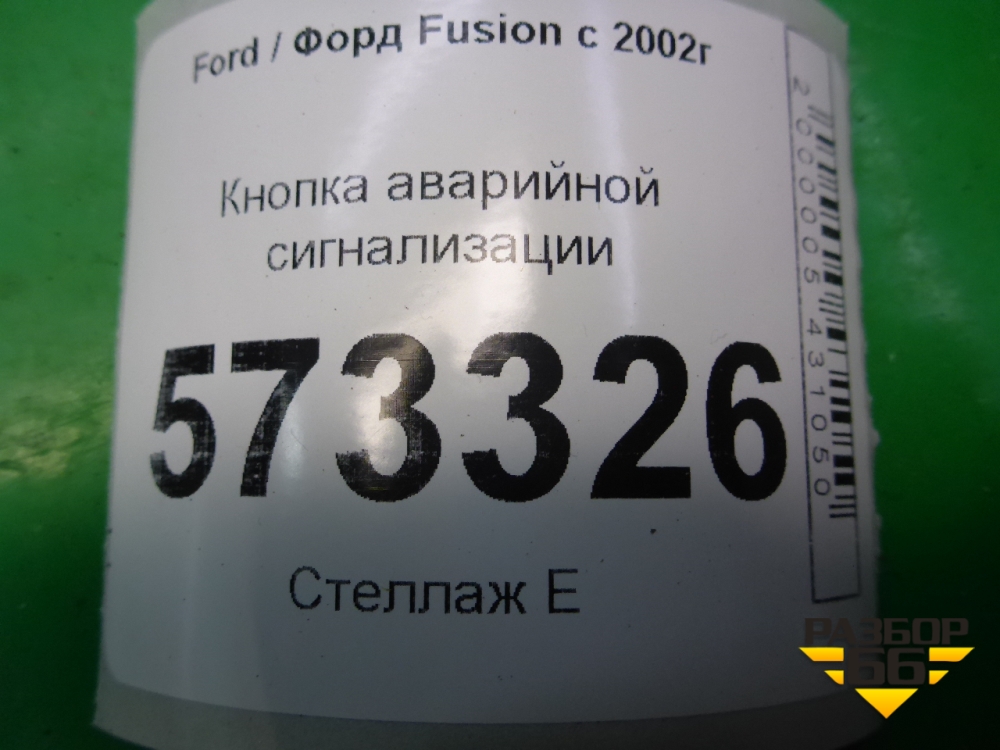 Ford / Форд Fusion с 2002г
Кнопка аварийной
сигнализации
573326
Стеллаж Е
2000005431050
РАЗБОР
66